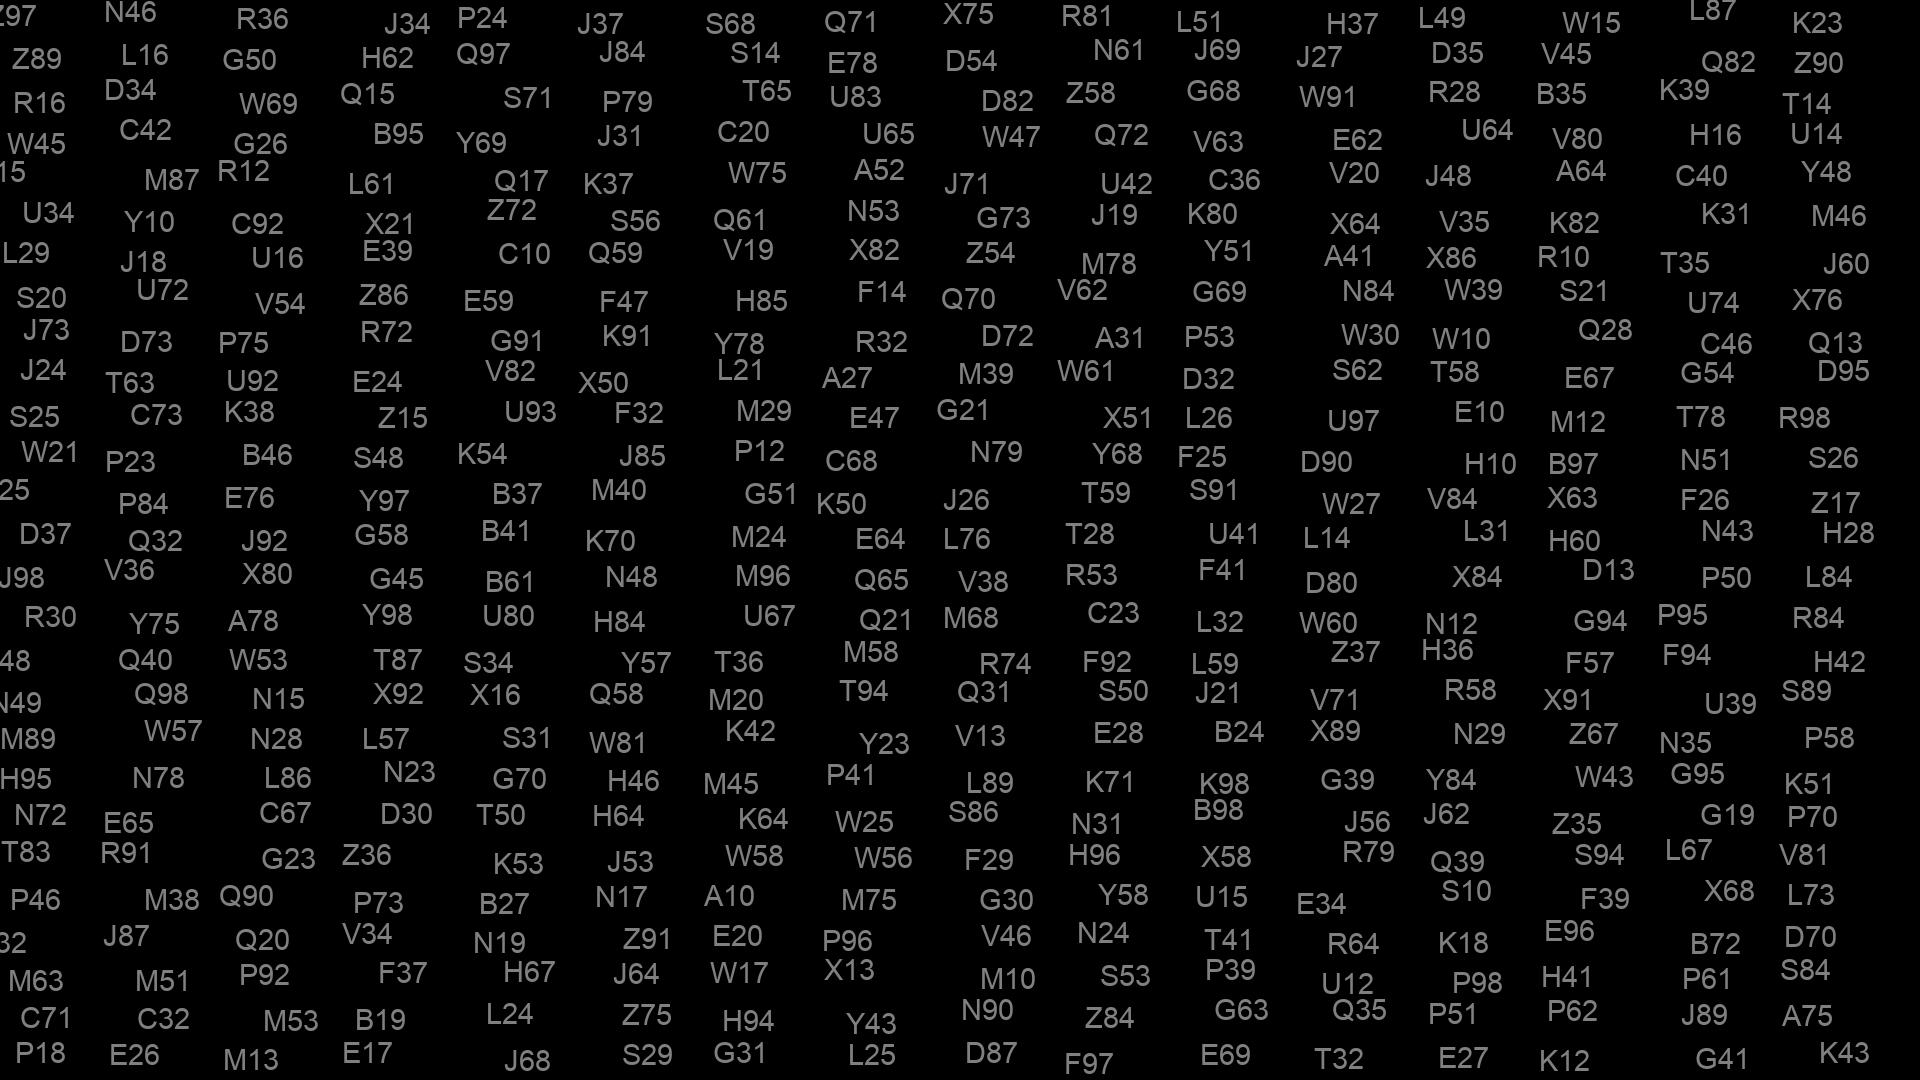 Z97 N46 R36 J34 P24 J37 S68 Q71 X75 R81 L51 H37 L49 W15 L87 K23
Z89 L16 G50 H62 Q97 J84 S14 E78 D54 N61 J69 J27 D35 V45 Q82 Z90
R16 D34 W69 Q15 S71 P79 T65 U83 D82 Z58 G68 W91 R28 B35 K39 T14
W45 C42 G26 B95 Y69 J31 C20 U65 W47 Q72 V63 E62 U64 V80 H16 U14
15 M87 R12 L61 Q17 K37 W75 A52 J71 U42 C36 V20 J48 A64 C40 Y48
U34 Y10 C92 X21 Z72 S56 Q61 N53 G73 J19 K80 X64 V35 K82 K31 M46
L29 J18 U16 E39 C10 Q59 V19 X82 Z54 M78 Y51 A41 X86 R10 T35 J60
S20 U72 V54 Z86 E59 F47 H85 F14 Q70 V62 G69 N84 W39 S21 U74 X76
J73 D73 P75 R72 G91 K91 Y78 R32 D72 A31 P53 W30 W10 Q28 C46 Q13
J24 T63 U92 E24 V82 X50 L21 A27 M39 W61 D32 S62 T58 E67 G54 D95
S25 C73 K38 Z15 U93 F32 M29 E47 G21 X51 L26 U97 E10 M12 T78 R98
W21 P23 B46 S48 K54 J85 P12 C68 N79 Y68 F25 D90 H10 B97 N51 S26
25 P84 E76 Y97 B37 M40 G51 K50 J26 T59 S91 W27 V84 X63 F26 Z17
D37 Q32 J92 G58 B41 K70 M24 E64 L76 T28 U41 L14 L31 H60 N43 H28
J98 V36 X80 G45 B61 N48 M96 Q65 V38 R53 F41 D80 X84 D13 P50 L84
R30 Y75 A78 Y98 U80 H84 U67 Q21 M68 C23 L32 W60 N12 G94 P95 R84
48 Q40 W53 T87 S34 Y57 T36 M58 R74 F92 L59 Z37 H36 F57 F94 H42
N49 Q98 N15 X92 X16 Q58 M20 T94 Q31 S50 J21 V71 R58 X91 U39 S89
M89 W57 N28 L57 S31 W81 K42 Y23 V13 E28 B24 X89 N29 Z67 N35 P58
H95 N78 L86 N23 G70 H46 M45 P41 L89 K71 K98 G39 Y84 W43 G95 K51
N72 E65 C67 D30 T50 H64 K64 W25 S86 N31 B98 J56 J62 Z35 G19 P70
T83 R91 G23 Z36 K53 J53 W58 W56 F29 H96 X58 R79 Q39 S94 L67 V81
P46 M38 Q90 P73 B27 N17 A10 M75 G30 Y58 U15 E34 S10 F39 X68 L73
32 J87 Q20 V34 N19 Z91 E20 P96 V46 N24 T41 R64 K18 E96 B72 D70
M63 M51 P92 F37 H67 J64 W17 X13 M10 S53 P39 U12 P98 H41 P61 S84
C71 C32 M53 B19 L24 Z75 H94 Y43 N90 Z84 G63 Q35 P51 P62 J89 A75
P18 E26 M13 E17 J68 S29 G31 L25 D87 F97 E69 T32 E27 K12 G41 K43